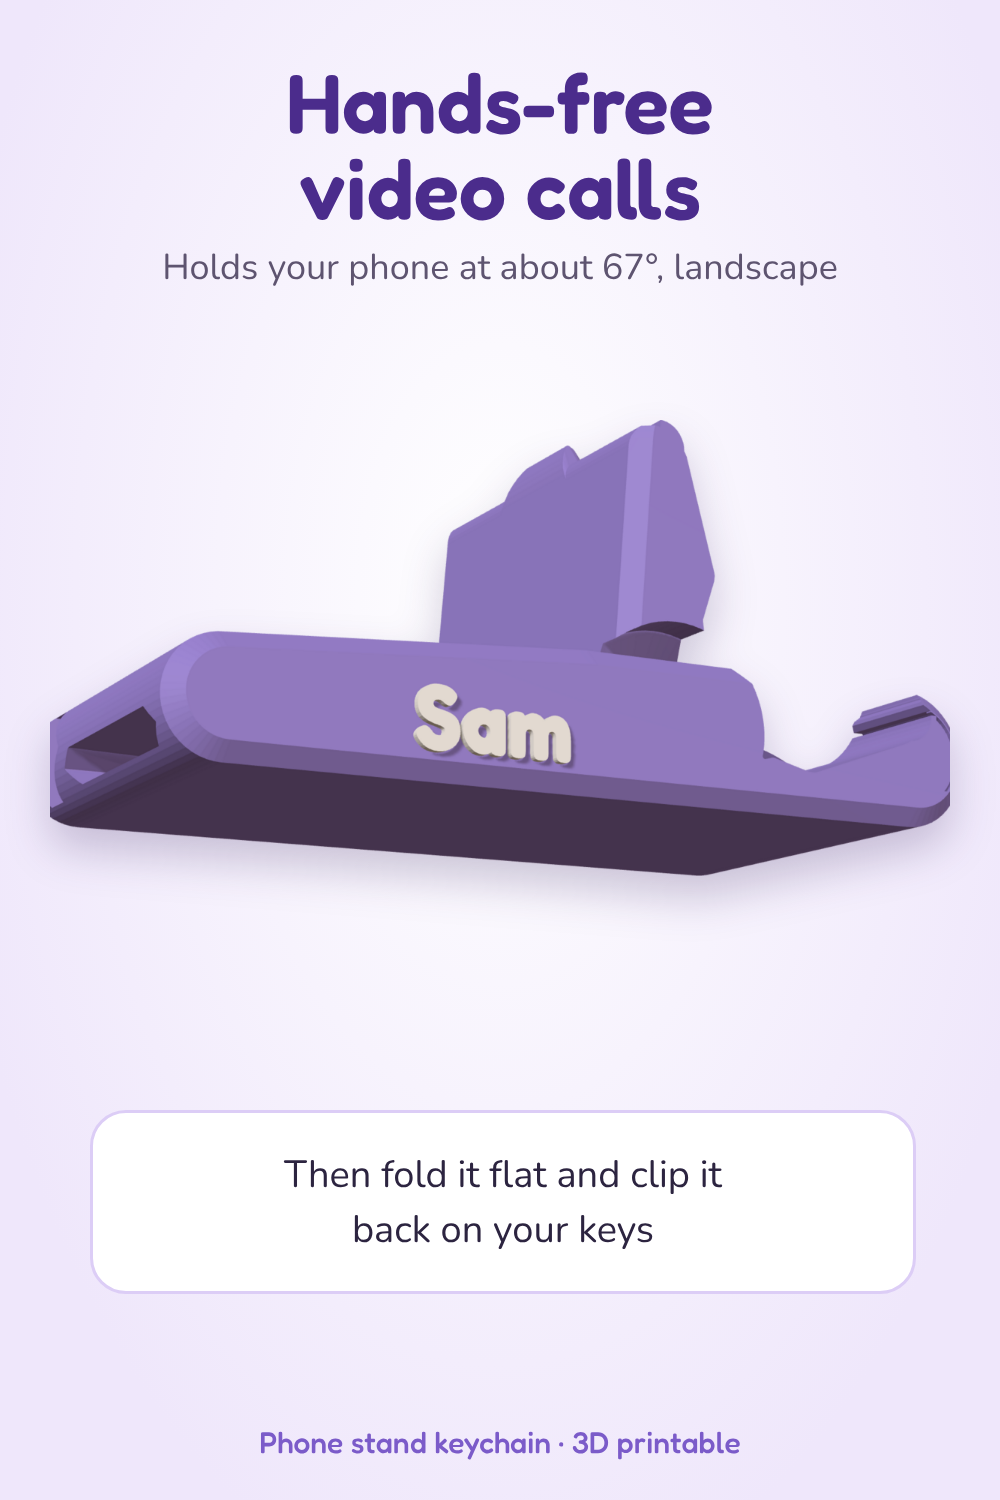 Hands-free
video calls
Holds your phone at about 67°, landscape
Sam
Then fold it flat and clip it
back on your keys
Phone stand keychain · 3D printable